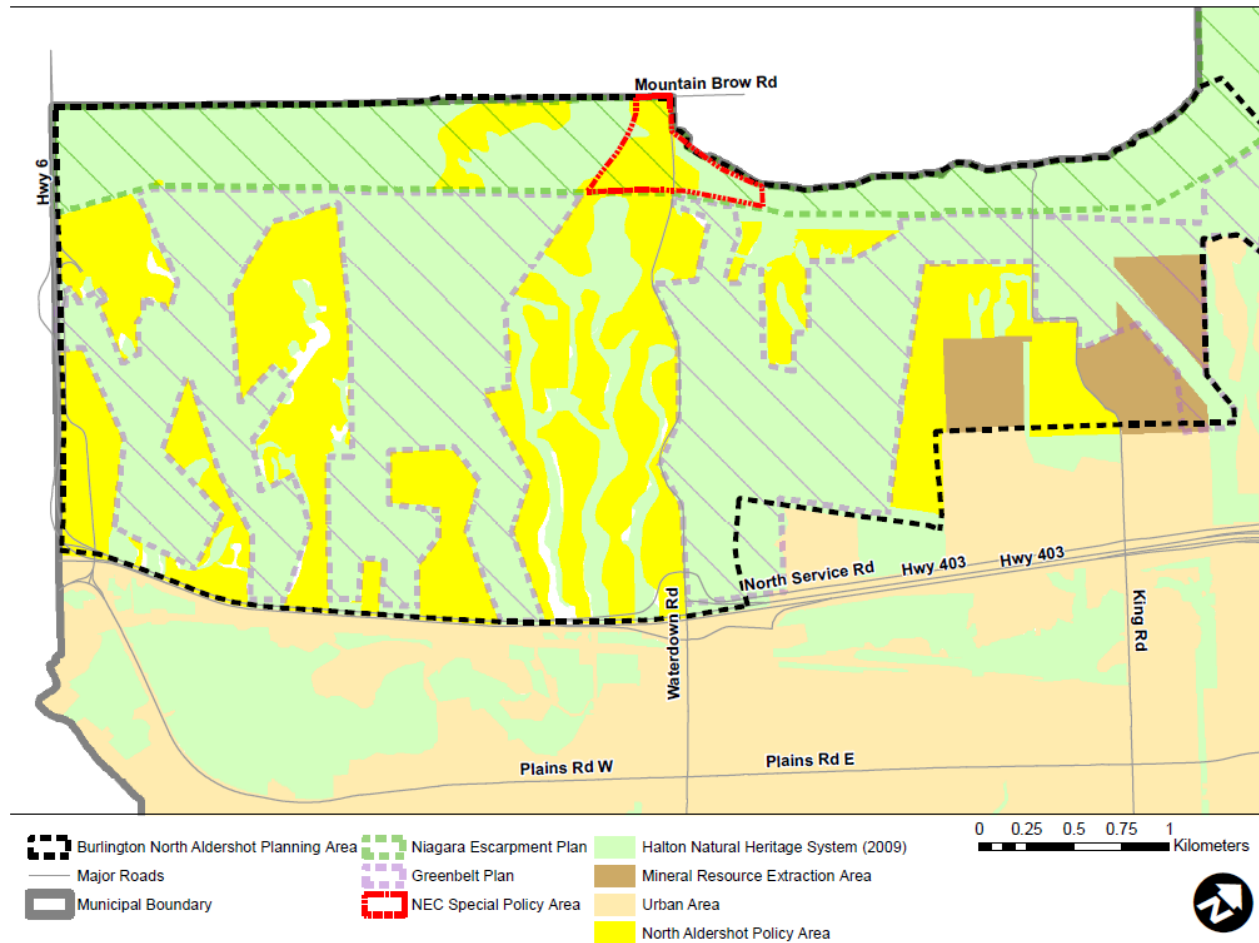 Mountain Brow Rd
Hwy 6
North Service Rd
Hwy 403
Hwy 403
Waterdown Rd
King Rd
Plains Rd W
Plains Rd E
Burlington North Aldershot Planning Area
Major Roads
Municipal Boundary
Niagara Escarpment Plan
Greenbelt Plan
NEC Special Policy Area
Halton Natural Heritage System (2009)
Mineral Resource Extraction Area
Urban Area
North Aldershot Policy Area
0 0.25 0.5 0.75 1
Kilometers
N